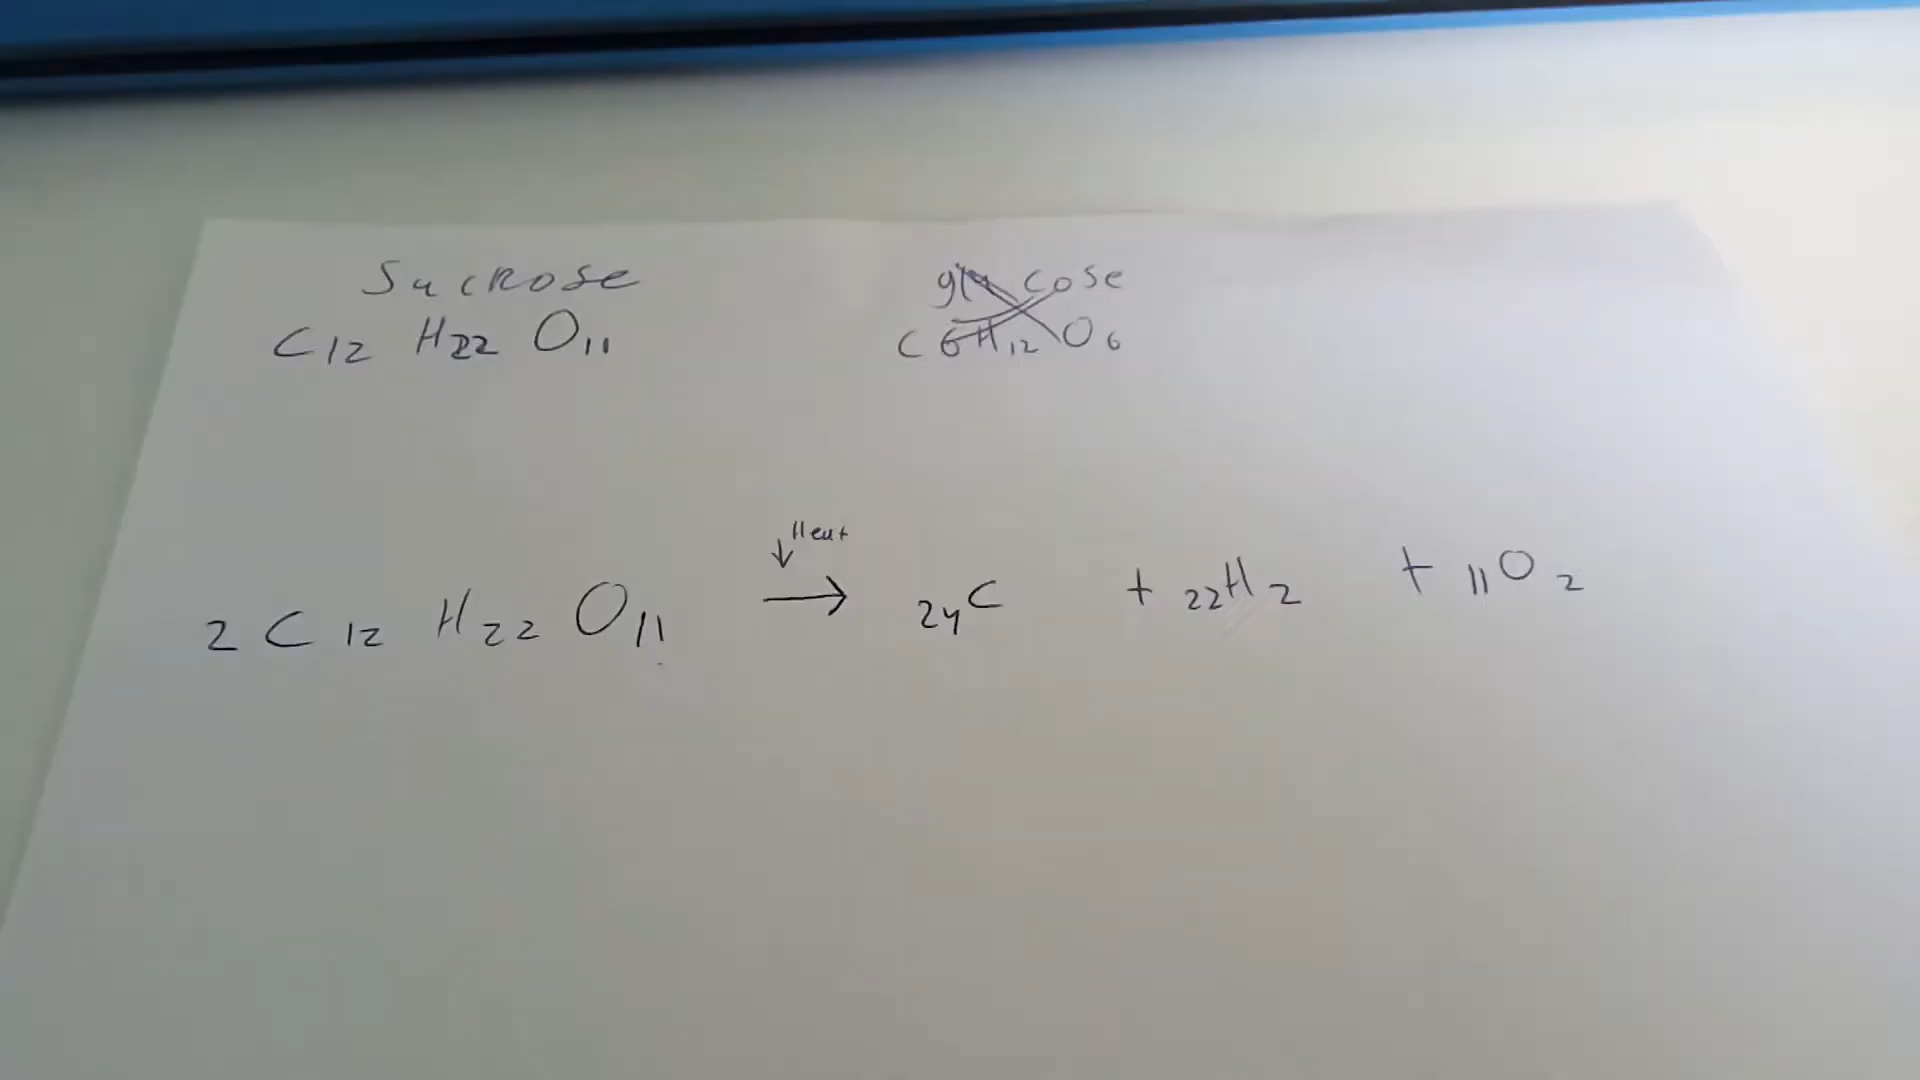 Sucrose glucose
C12 H22 O11 C6H12O6
Heat
2 C12 H22 O11 → 24C + 22H2 + 11O2